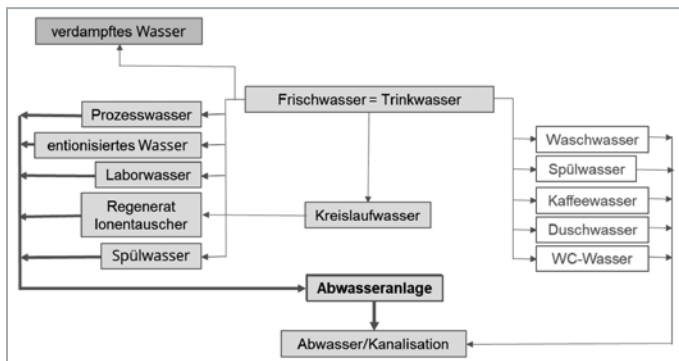 verdampftes Wasser
Frischwasser = Trinkwasser
Prozesswasser
entionisiertes Wasser
Laborwasser
Regenerat
Ionentauscher
Spülwasser
Kreislaufwasser
Waschwasser
Spülwasser
Kaffeewasser
Duschwasser
WC-Wasser
Abwasseranlage
Abwasser/Kanalisation